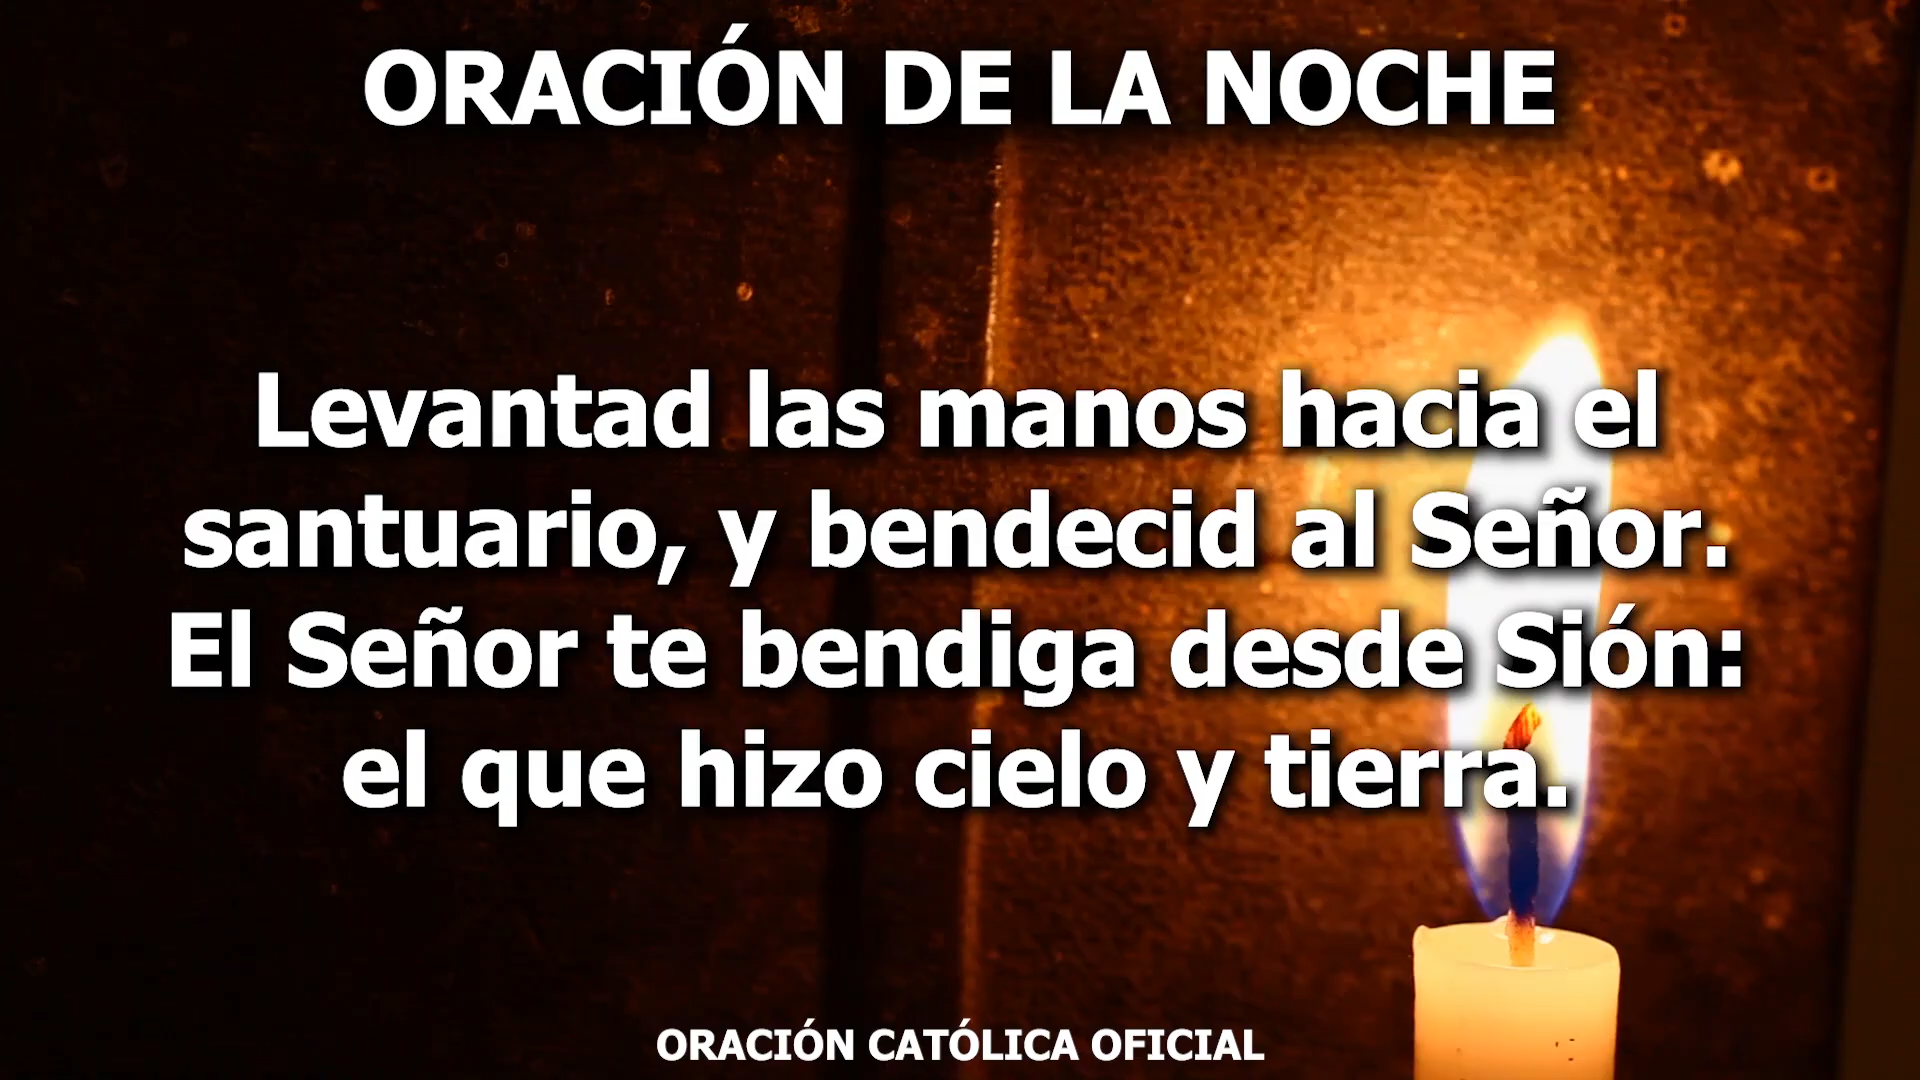 ORACIÓN DE LA NOCHE
Levantad las manos hacia el
santuario, y bendecid al Señor.
El Señor te bendiga desde Sión:
el que hizo cielo y tierra.
ORACIÓN CATÓLICA OFICIAL